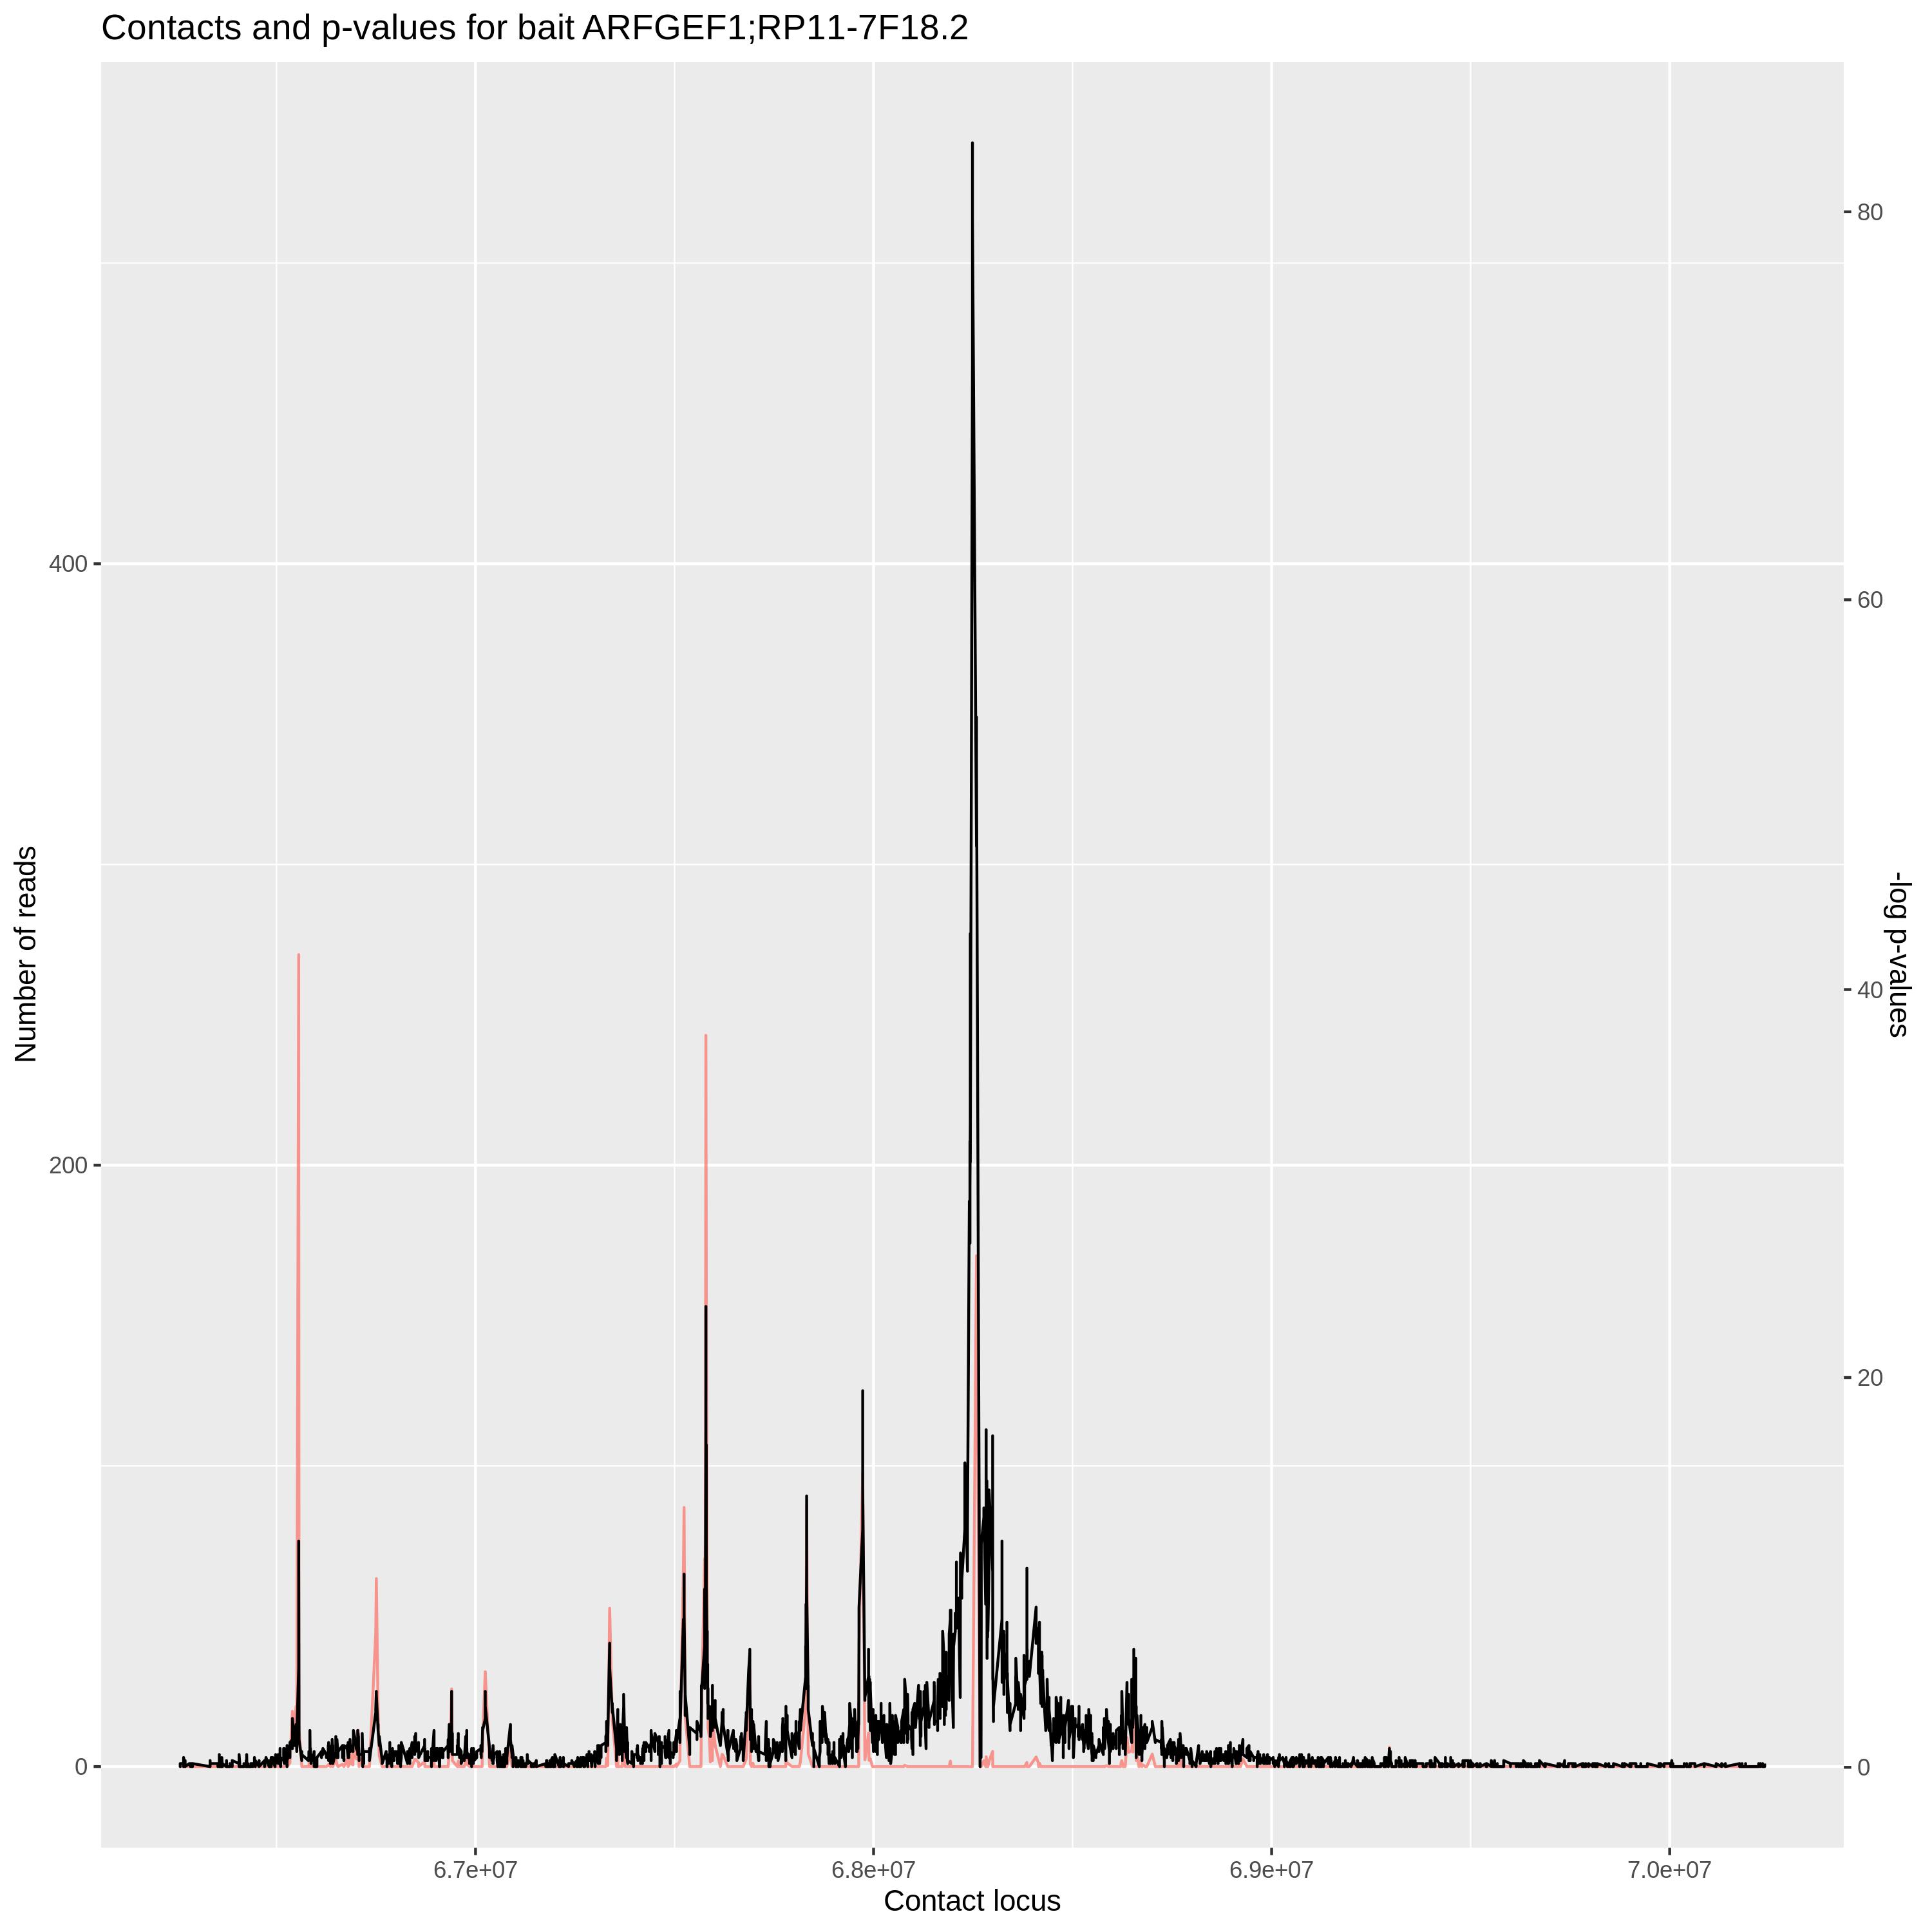 Contacts and p-values for bait ARFGEF1;RP11-7F18.2
Number of reads
400
200
0
80
60
40
20
0
-log p-values
6.7e+07
6.8e+07
6.9e+07
7.0e+07
Contact locus